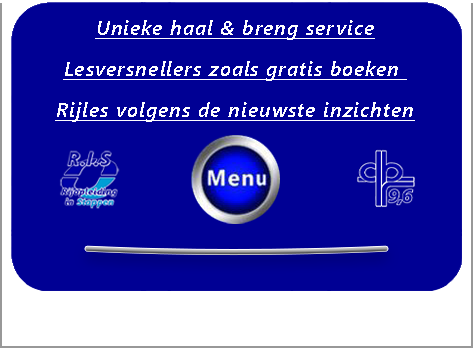 Unieke haal & breng service
Lesversnellers zoals gratis boeken
Rijles volgens de nieuwste inzichten
R.I.S
Rijopleiding
in Stappen
Menu
9,6